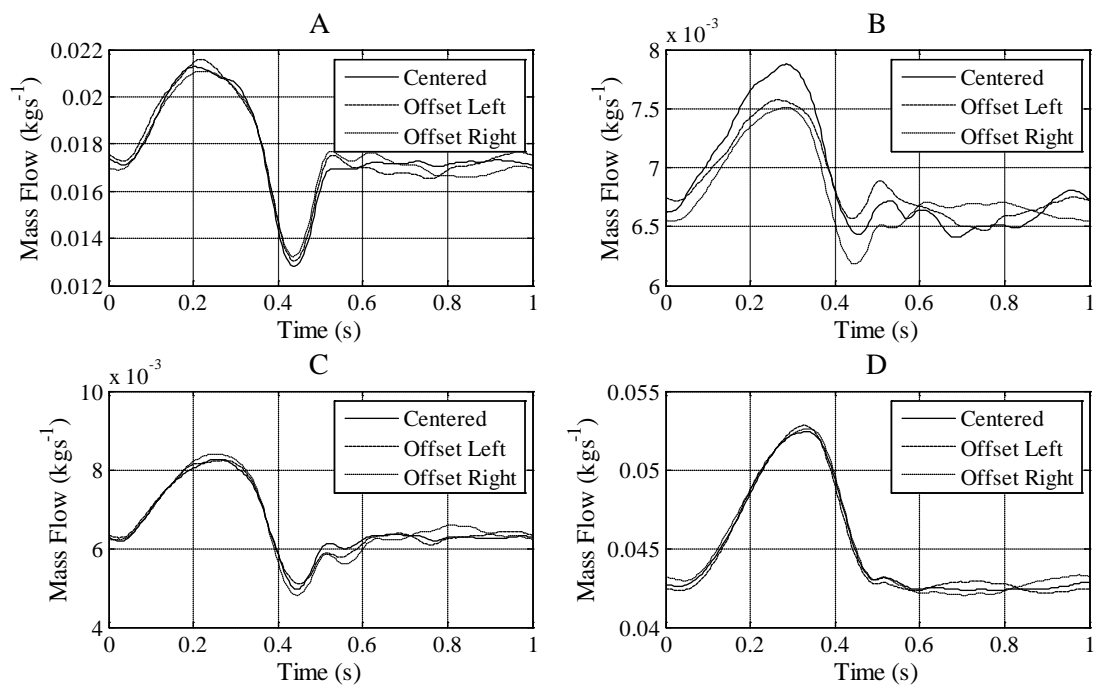 A
Mass Flow (kgs⁻¹)
0.022
0.02
0.018
0.016
0.014
0.012
0
0.2
0.4
0.6
0.8
1
Time (s)
Centered
Offset Left
Offset Right
B
x 10⁻³
Mass Flow (kgs⁻¹)
8
7.5
7
6.5
6
0
0.2
0.4
0.6
0.8
1
Time (s)
Centered
Offset Left
Offset Right
C
x 10⁻³
Mass Flow (kgs⁻¹)
10
8
6
4
0
0.2
0.4
0.6
0.8
1
Time (s)
Centered
Offset Left
Offset Right
D
Mass Flow (kgs⁻¹)
0.055
0.05
0.045
0.04
0
0.2
0.4
0.6
0.8
1
Time (s)
Centered
Offset Left
Offset Right